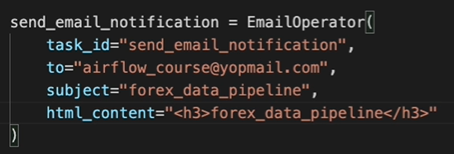 send_email_notification = EmailOperator(
    task_id="send_email_notification",
    to="airflow_course@yopmail.com",
    subject="forex_data_pipeline",
    html_content="<h3>forex_data_pipeline</h3>"
)